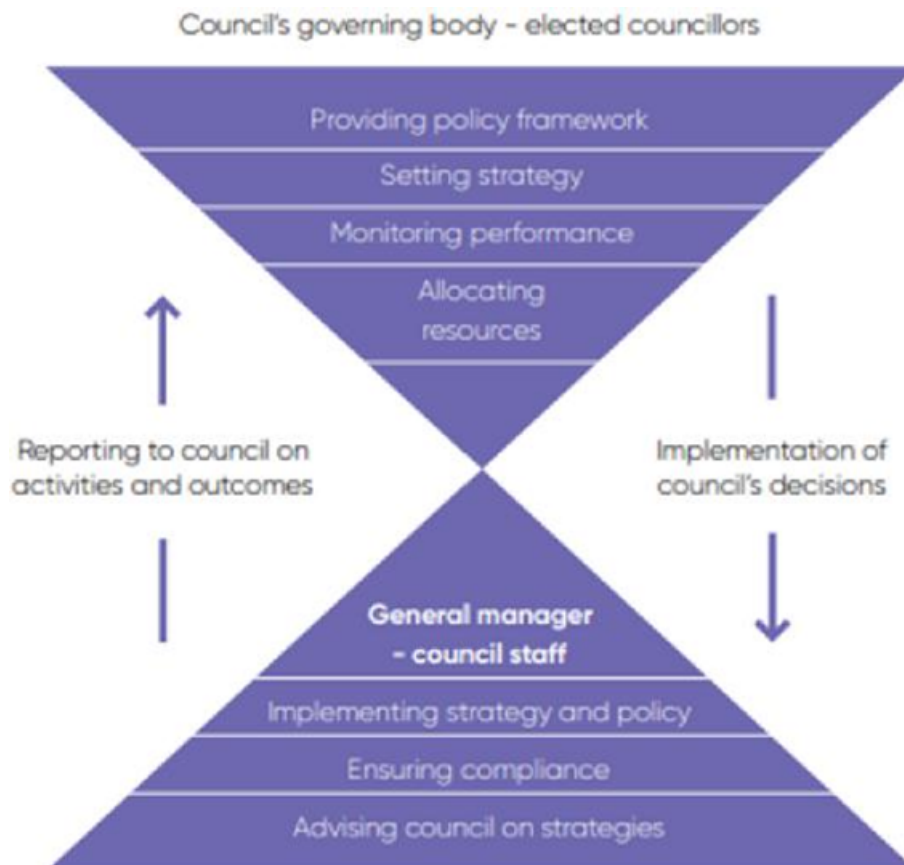 Council's governing body - elected councillors
Providing policy framework
Setting strategy
Monitoring performance
Allocating
resources
Reporting to council on
activities and outcomes
Implementation of
council's decisions
General manager
- council staff
Implementing strategy and policy
Ensuring compliance
Advising council on strategies